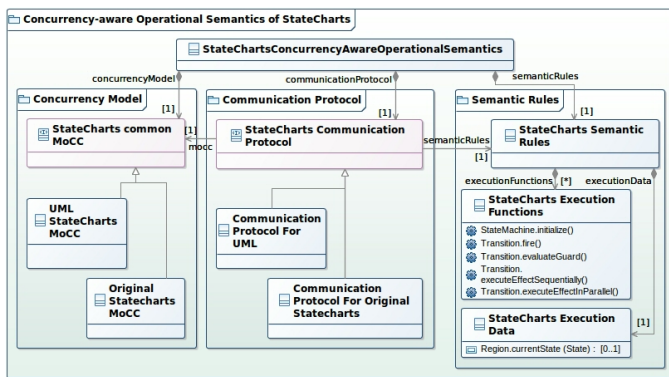 Concurrency-aware Operational Semantics of StateCharts
StateChartsConcurrencyAwareOperationalSemantics
concurrencyModel
communicationProtocol
semanticRules
[1]
[1]
[1]
Concurrency Model
Communication Protocol
Semantic Rules
StateCharts common
MoCC
[1]
mocc
StateCharts Communication
Protocol
semanticRules
[1]
StateCharts Semantic
Rules
executionFunctions
[*]
executionData
UML
StateCharts
MoCC
Original
Statecharts
MoCC
Communication
Protocol For
UML
Communication
Protocol For Original
Statecharts
StateCharts Execution
Functions
StateMachine.initialize()
Transition.fire()
Transition.evaluateGuard()
Transition.
executeEffectSequentially()
Transition.executeEffectInParallel()
StateCharts Execution
Data
[1]
Region.currentState (State) : [0..1]